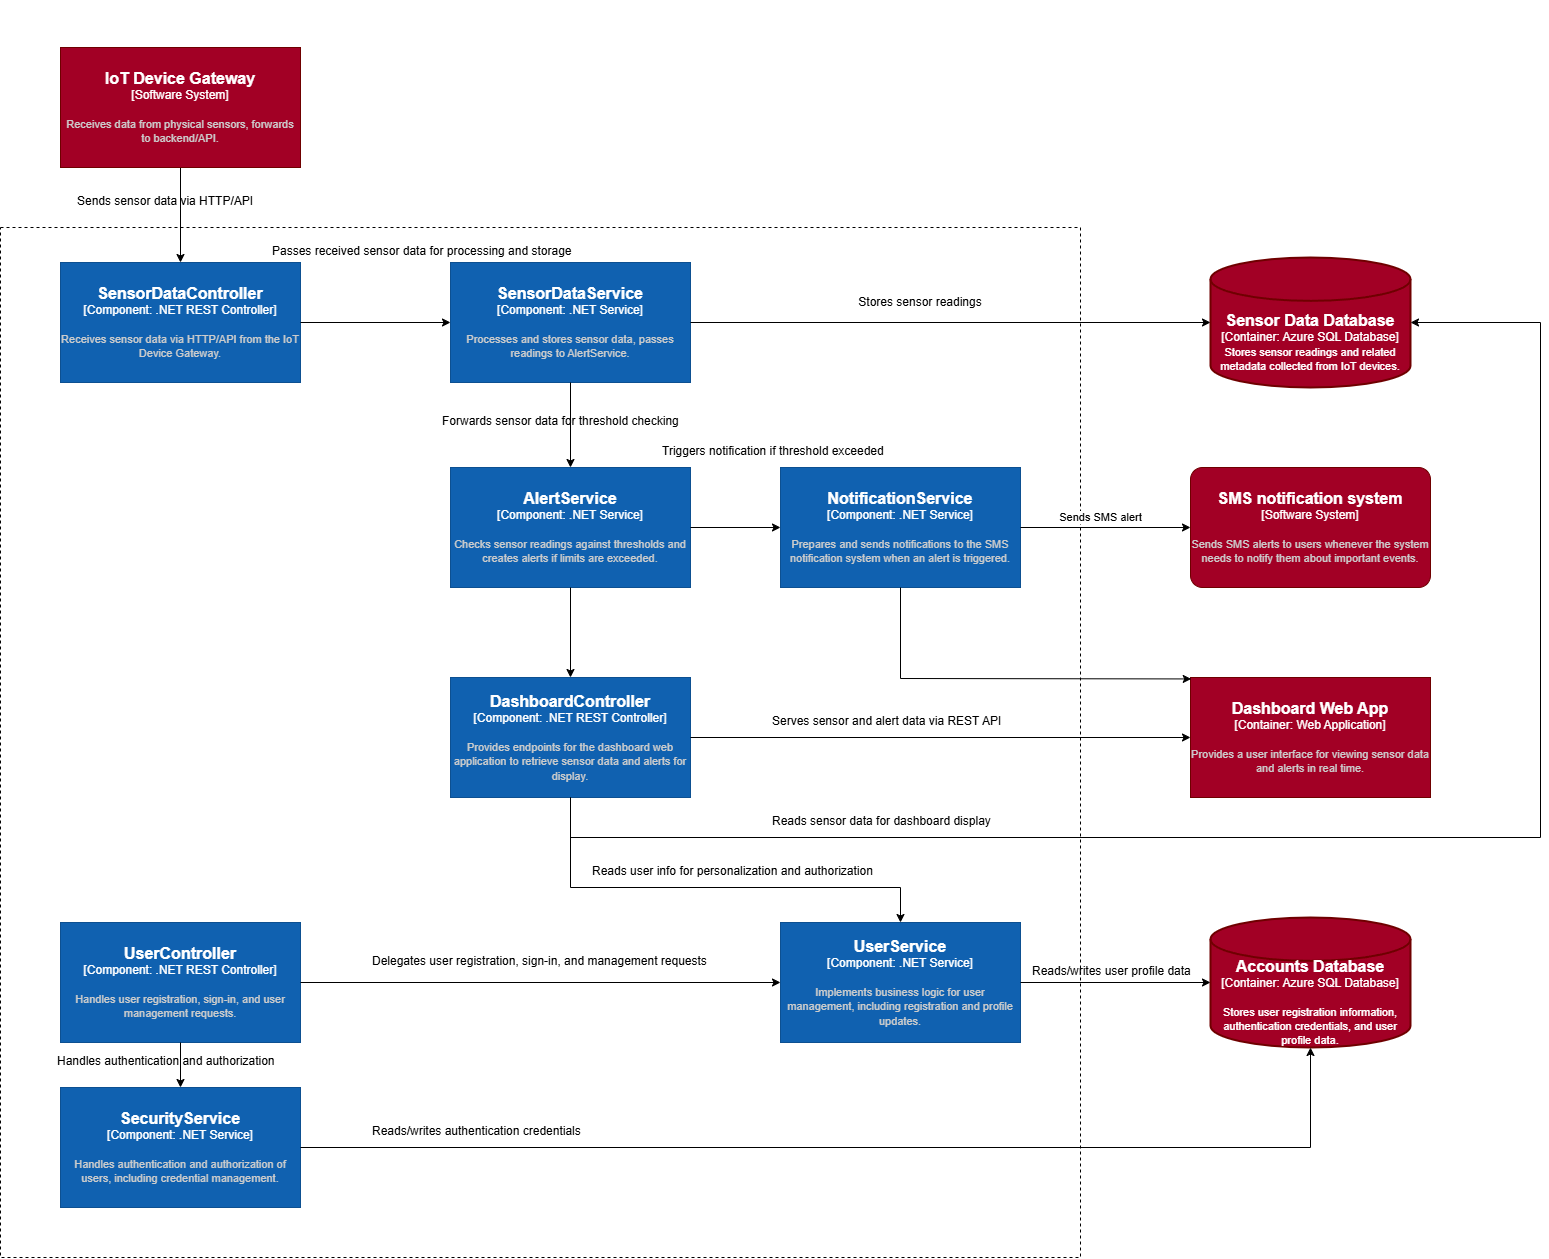 IoT Device Gateway
[Software System]
Receives data from physical sensors, forwards
to backend/API.
Sends sensor data via HTTP/API
Passes received sensor data for processing and storage
SensorDataController
[Component: .NET REST Controller]
Receives sensor data via HTTP/API from the IoT
Device Gateway.
SensorDataService
[Component: .NET Service]
Processes and stores sensor data, passes
readings to AlertService.
Stores sensor readings
Sensor Data Database
[Container: Azure SQL Database]
Stores sensor readings and related
metadata collected from IoT devices.
Forwards sensor data for threshold checking
Triggers notification if threshold exceeded
AlertService
[Component: .NET Service]
Checks sensor readings against thresholds and
creates alerts if limits are exceeded.
NotificationService
[Component: .NET Service]
Prepares and sends notifications to the SMS
notification system when an alert is triggered.
Sends SMS alert
SMS notification system
[Software System]
Sends SMS alerts to users whenever the system
needs to notify them about important events.
DashboardController
[Component: .NET REST Controller]
Provides endpoints for the dashboard web
application to retrieve sensor data and alerts for
display.
Serves sensor and alert data via REST API
Dashboard Web App
[Container: Web Application]
Provides a user interface for viewing sensor data
and alerts in real time.
Reads sensor data for dashboard display
Reads user info for personalization and authorization
UserController
[Component: .NET REST Controller]
Handles user registration, sign-in, and user
management requests.
Delegates user registration, sign-in, and management requests
UserService
[Component: .NET Service]
Implements business logic for user
management, including registration and profile
updates.
Reads/writes user profile data
Accounts Database
[Container: Azure SQL Database]
Stores user registration information,
authentication credentials, and user
profile data.
Handles authentication and authorization
SecurityService
[Component: .NET Service]
Handles authentication and authorization of
users, including credential management.
Reads/writes authentication credentials